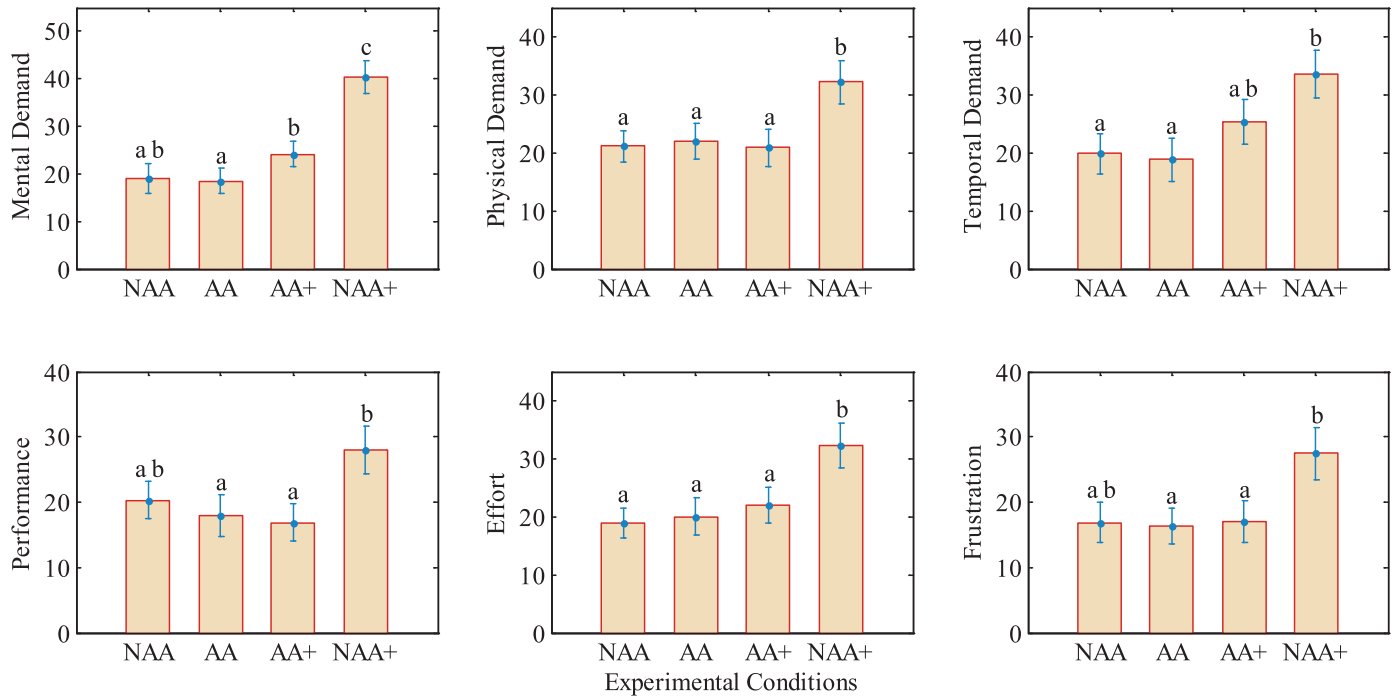 Mental Demand
50
40
30
20
10
0
a b
a
b
c
NAA AA AA+ NAA+
Physical Demand
40
30
20
10
0
a
a
a
b
NAA AA AA+ NAA+
Temporal Demand
40
30
20
10
0
a
a
a b
b
NAA AA AA+ NAA+
Performance
40
30
20
10
0
a b
a
a
b
NAA AA AA+ NAA+
Effort
40
30
20
10
0
a
a
a
b
NAA AA AA+ NAA+
Frustration
40
30
20
10
0
a b
a
a
b
NAA AA AA+ NAA+
Experimental Conditions